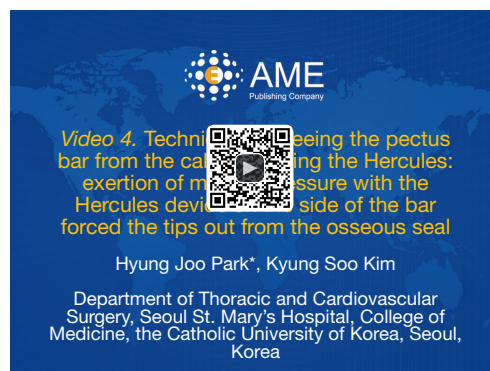 E AME
Publishing Company
Video 4. Techni eeing the pectus
bar from the cal ing the Hercules:
exertion of m essure with the
Hercules devi side of the bar
forced the tips out from the osseous seal
Hyung Joo Park*, Kyung Soo Kim
Department of Thoracic and Cardiovascular
Surgery, Seoul St. Mary's Hospital, College of
Medicine, the Catholic University of Korea, Seoul,
Korea